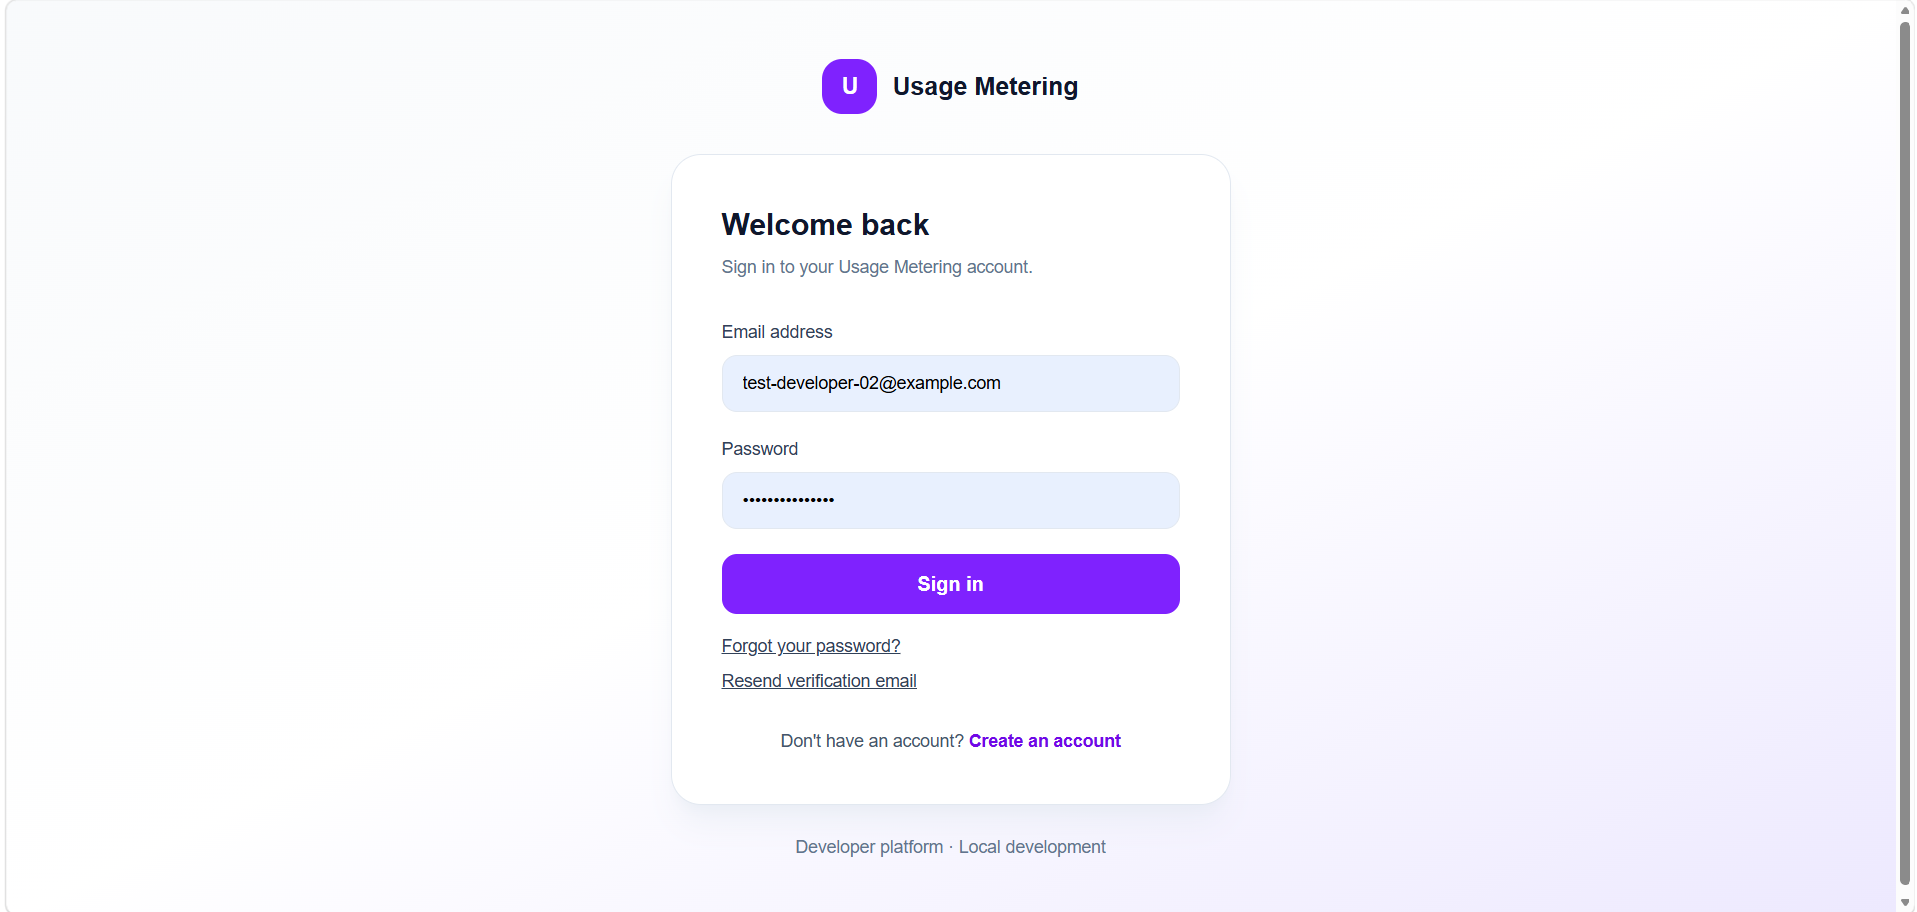 U Usage Metering
Welcome back
Sign in to your Usage Metering account.
Email address
test-developer-02@example.com
Password
•••••••••••••••
Sign in
Forgot your password?
Resend verification email
Don't have an account? Create an account
Developer platform · Local development